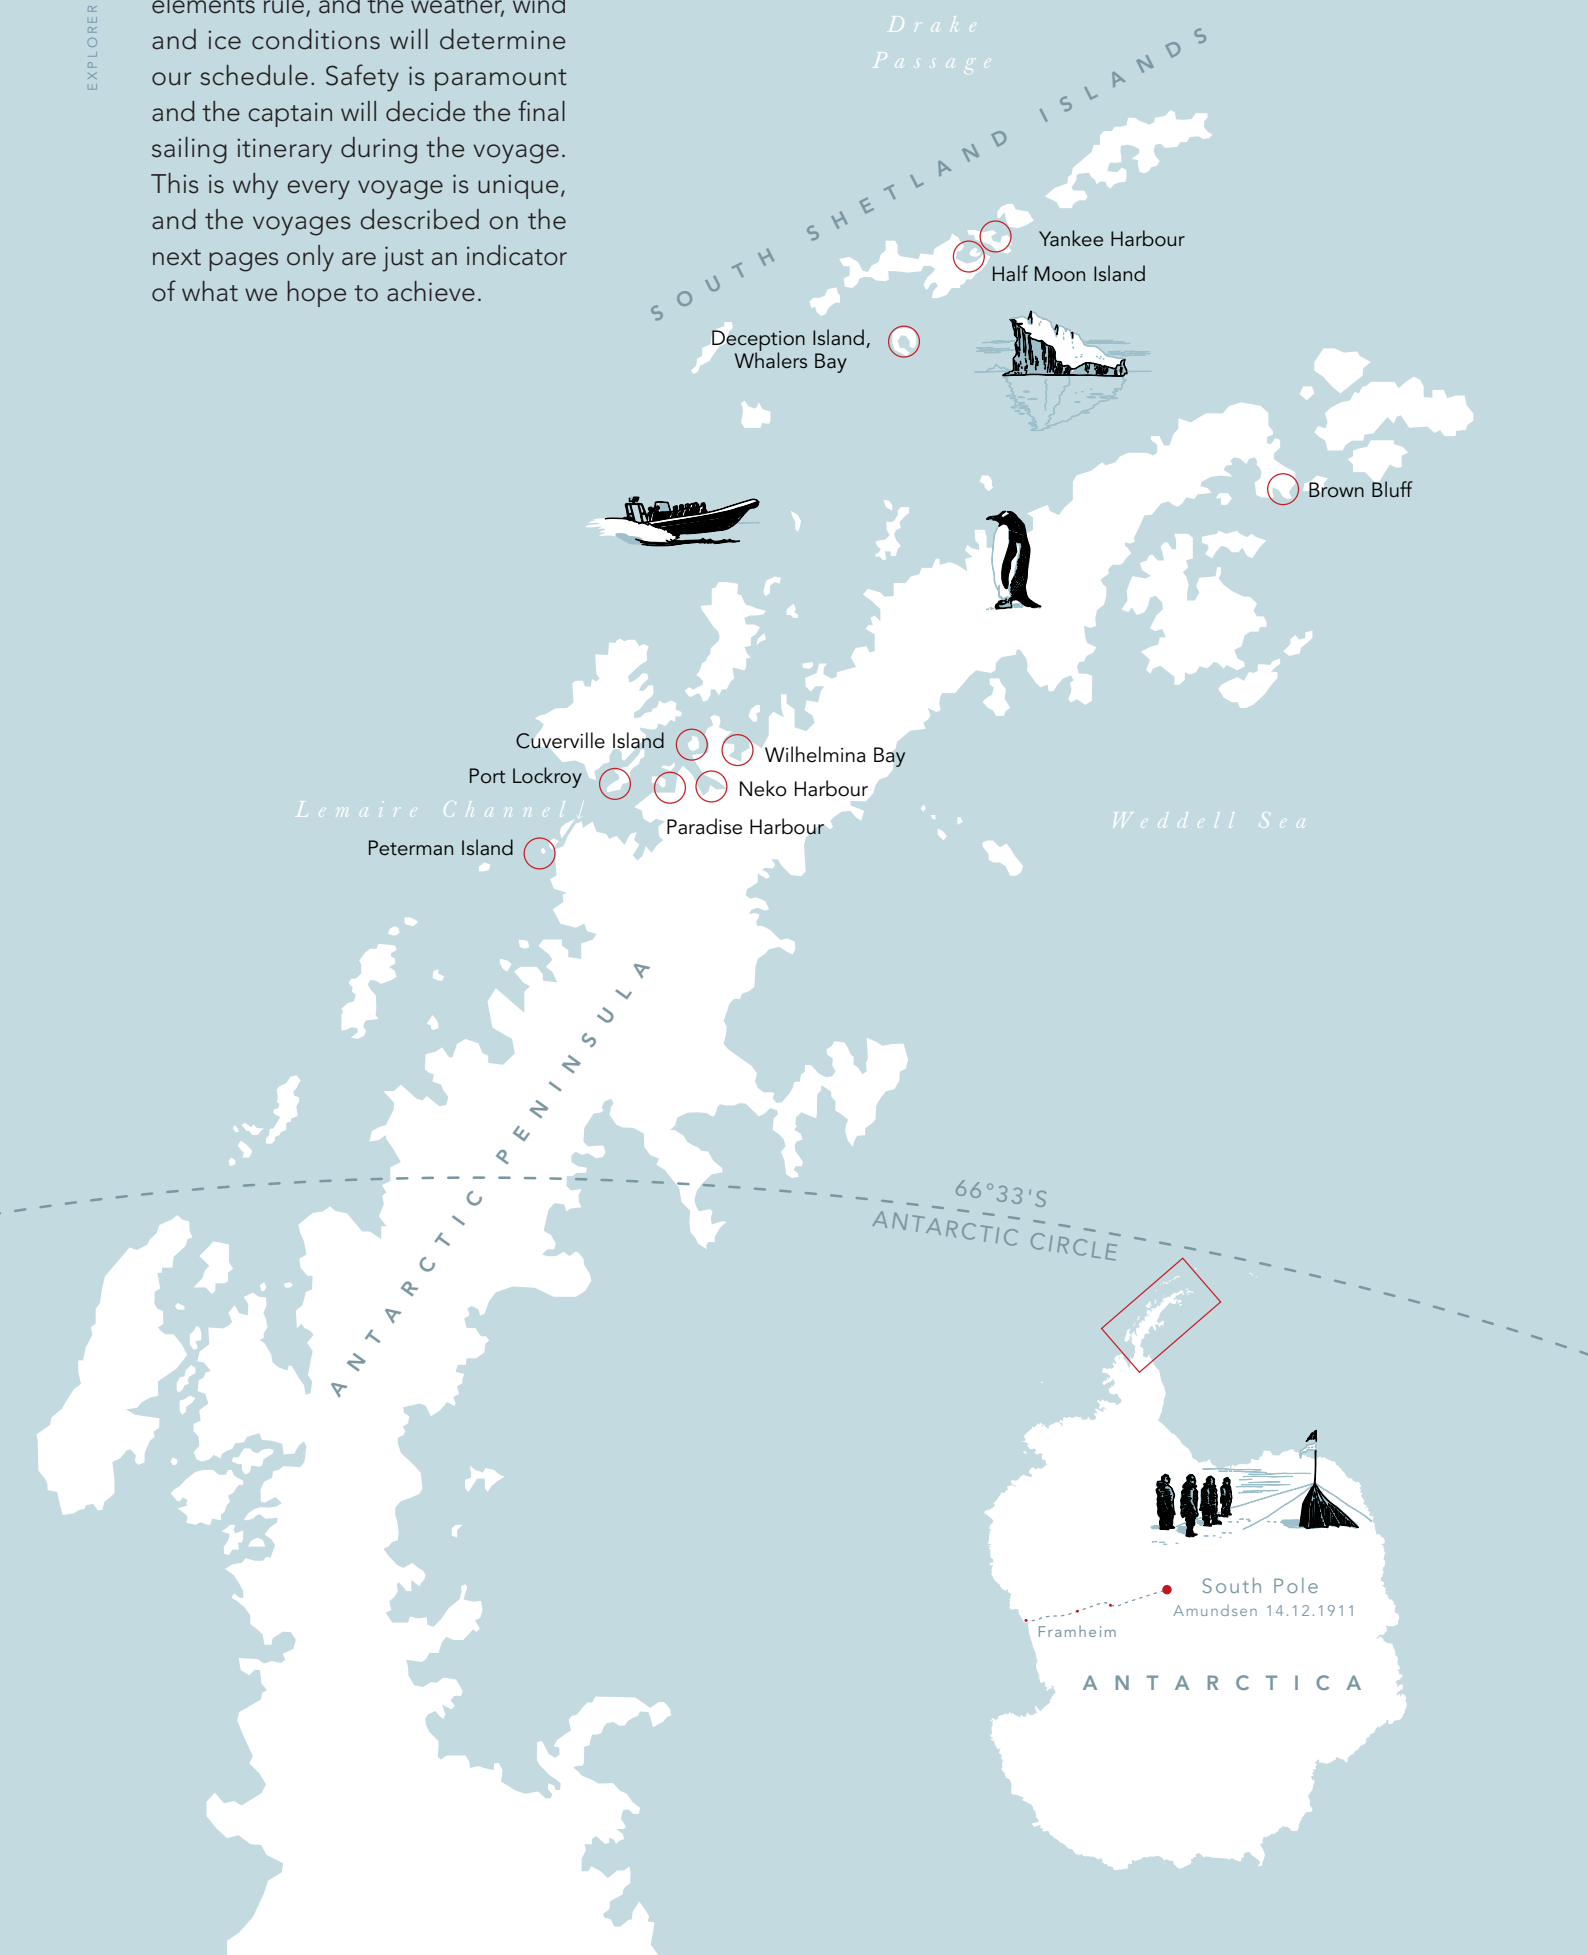 EXPLORER
elements rule, and the weather, wind
and ice conditions will determine
our schedule. Safety is paramount
and the captain will decide the final
sailing itinerary during the voyage.
This is why every voyage is unique,
and the voyages described on the
next pages only are just an indicator
of what we hope to achieve.
Drake
Passage
SOUTH SHETLAND ISLANDS
Yankee Harbour
Half Moon Island
Deception Island,
Whalers Bay
Brown Bluff
Cuverville Island
Wilhelmina Bay
Port Lockroy
Neko Harbour
Lemaire Channel
Paradise Harbour
Weddell Sea
Peterman Island
ANTARCTIC PENINSULA
66°33'S
ANTARCTIC CIRCLE
South Pole
Amundsen 14.12.1911
Framheim
ANTARCTICA